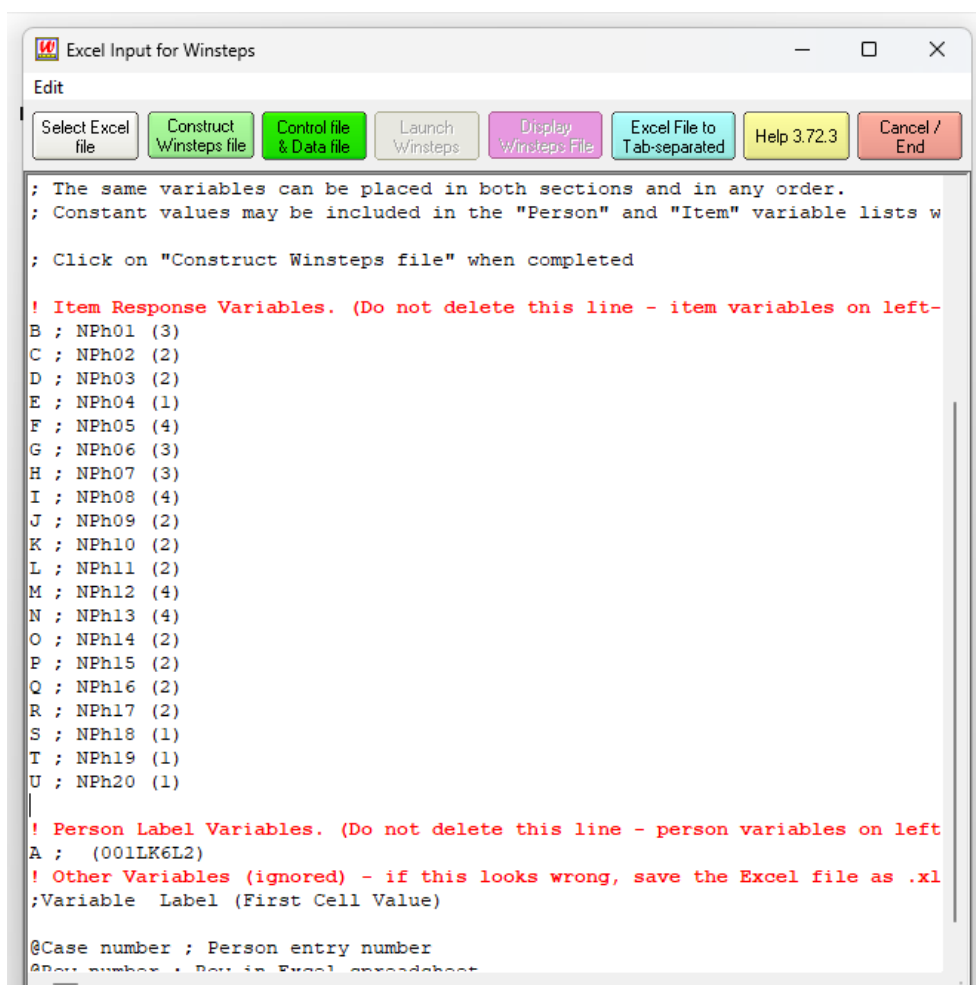 Excel Input for Winsteps
Edit
Select Excel file
Construct Winsteps file
Control file & Data file
Launch Winsteps
Display Winsteps File
Excel File to Tab-separated
Help 3.72.3
Cancel / End
; The same variables can be placed in both sections and in any order.
; Constant values may be included in the "Person" and "Item" variable lists w
; Click on "Construct Winsteps file" when completed
! Item Response Variables. (Do not delete this line - item variables on left-
B ; NPh01 (3)
C ; NPh02 (2)
D ; NPh03 (2)
E ; NPh04 (1)
F ; NPh05 (4)
G ; NPh06 (3)
H ; NPh07 (3)
I ; NPh08 (4)
J ; NPh09 (2)
K ; NPh10 (2)
L ; NPh11 (2)
M ; NPh12 (4)
N ; NPh13 (4)
O ; NPh14 (2)
P ; NPh15 (2)
Q ; NPh16 (2)
R ; NPh17 (2)
S ; NPh18 (1)
T ; NPh19 (1)
U ; NPh20 (1)
! Person Label Variables. (Do not delete this line - person variables on left
A ;  (001LK6L2)
! Other Variables (ignored) - if this looks wrong, save the Excel file as .xl
;Variable  Label (First Cell Value)
@Case number ; Person entry number
@Row number ; Row in Excel spreadsheet